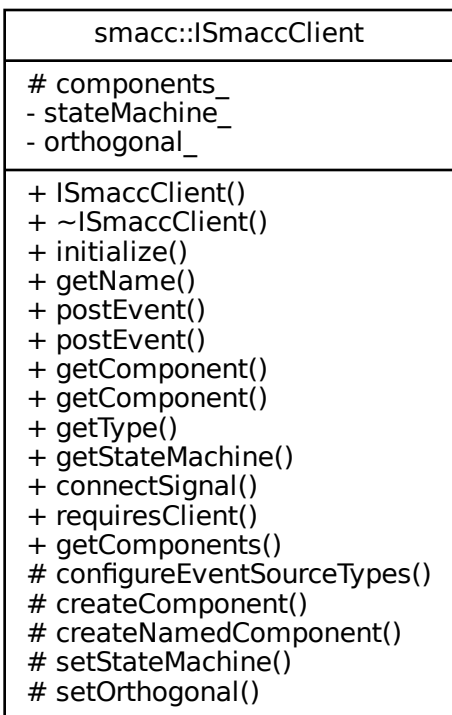 smacc::ISmaccClient
# components_
- stateMachine_
- orthogonal_
+ ISmaccClient()
+ ~ISmaccClient()
+ initialize()
+ getName()
+ postEvent()
+ postEvent()
+ getComponent()
+ getComponent()
+ getType()
+ getStateMachine()
+ connectSignal()
+ requiresClient()
+ getComponents()
# configureEventSourceTypes()
# createComponent()
# createNamedComponent()
# setStateMachine()
# setOrthogonal()